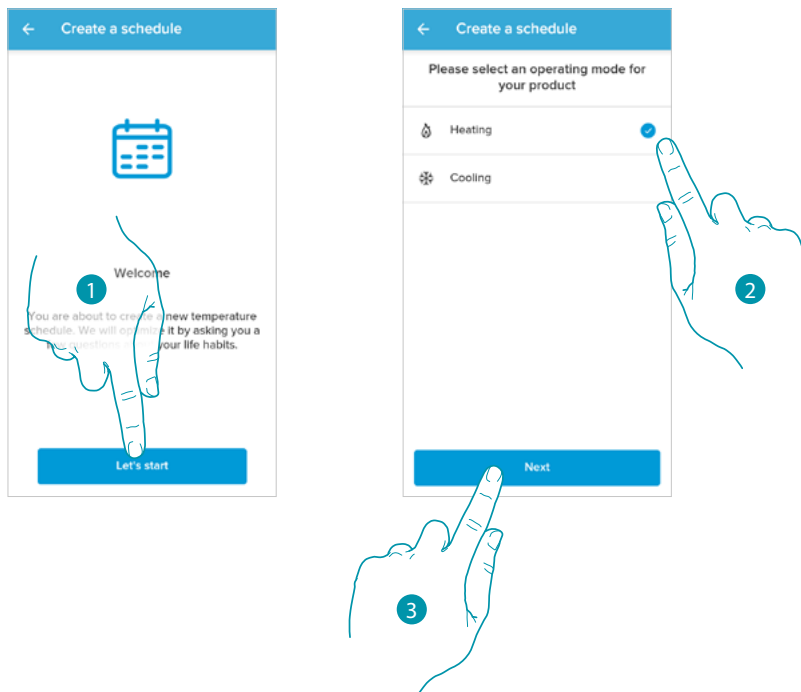 Create a schedule
Welcome
You are about to create a new temperature
schedule. We will optimize it by asking you a
few questions your life habits.
Let's start
1
Create a schedule
Please select an operating mode for
your product
Heating
Cooling
Next
2
3